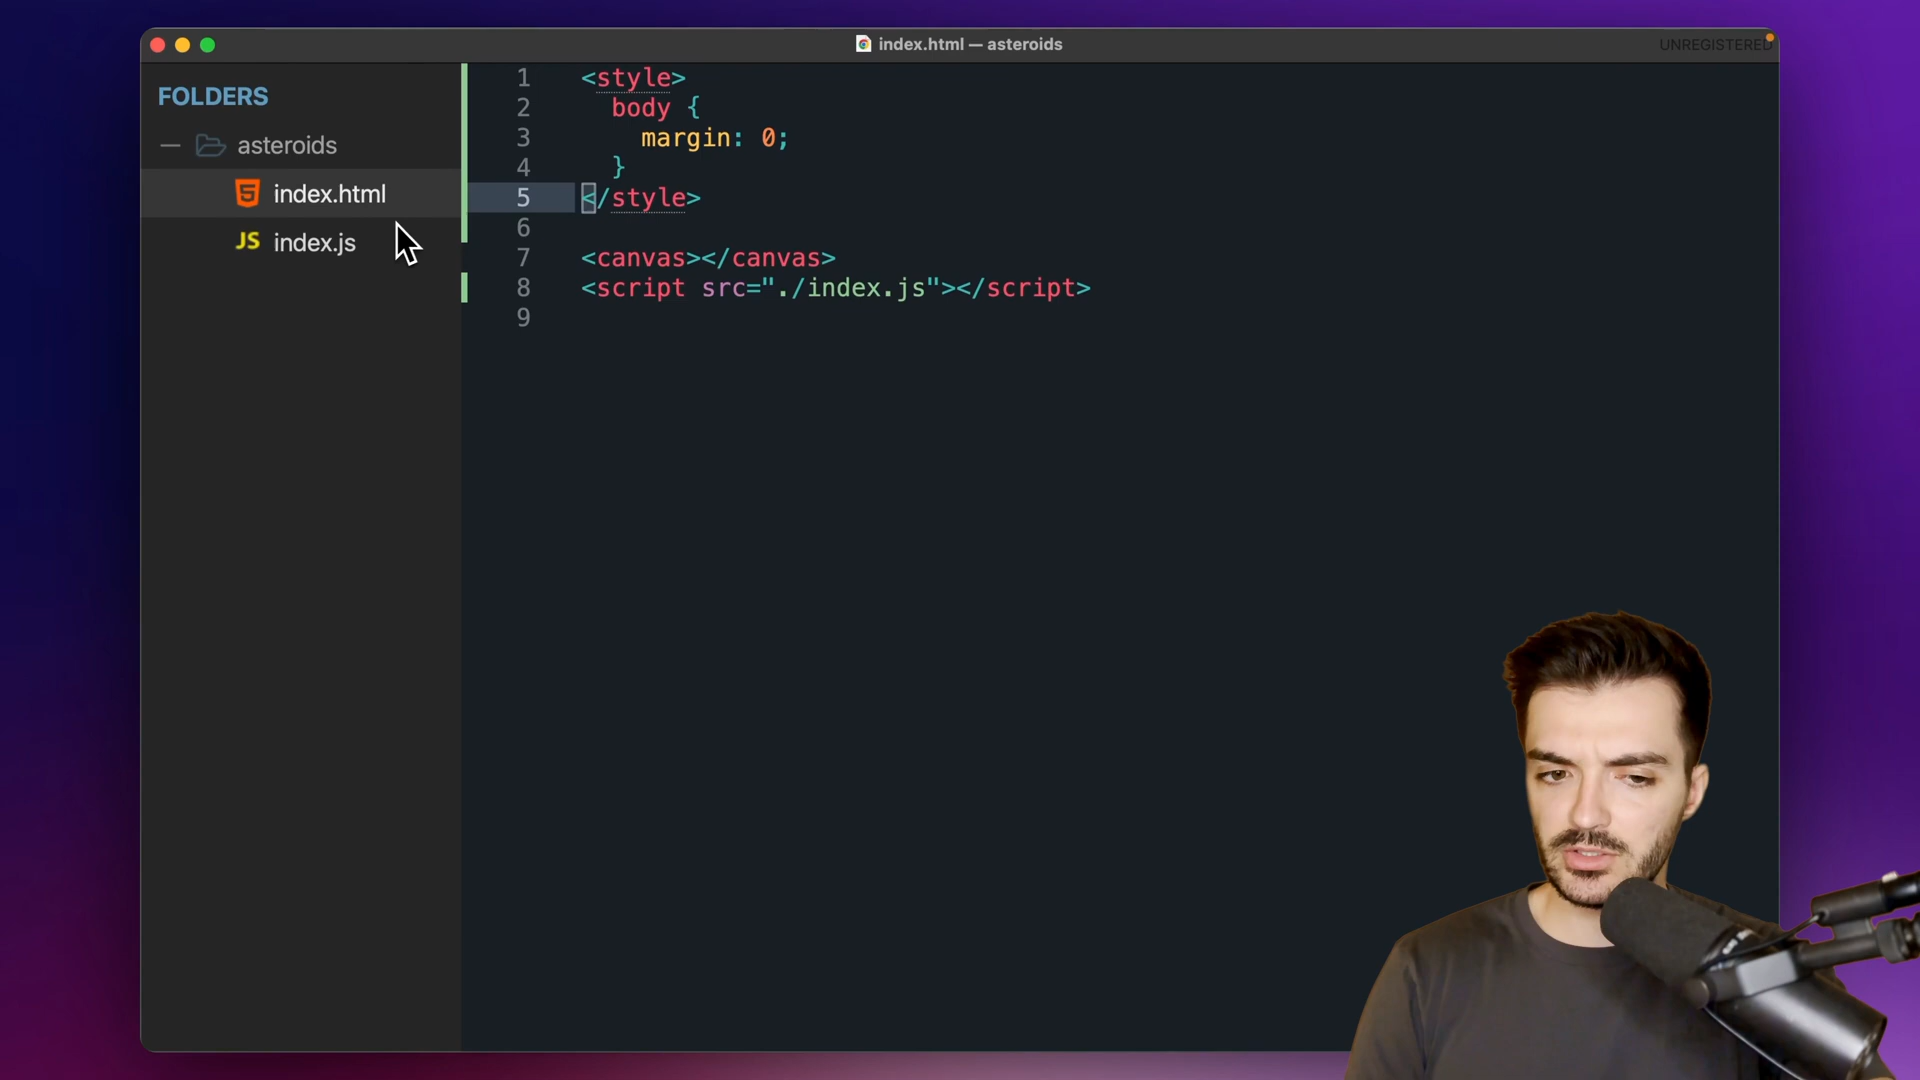 index.html — asteroids
UNREGISTERED
FOLDERS
asteroids
index.html
JS index.js
1 <style>
2 body {
3 margin: 0;
4 }
5 </style>
6
7 <canvas></canvas>
8 <script src="./index.js"></script>
9